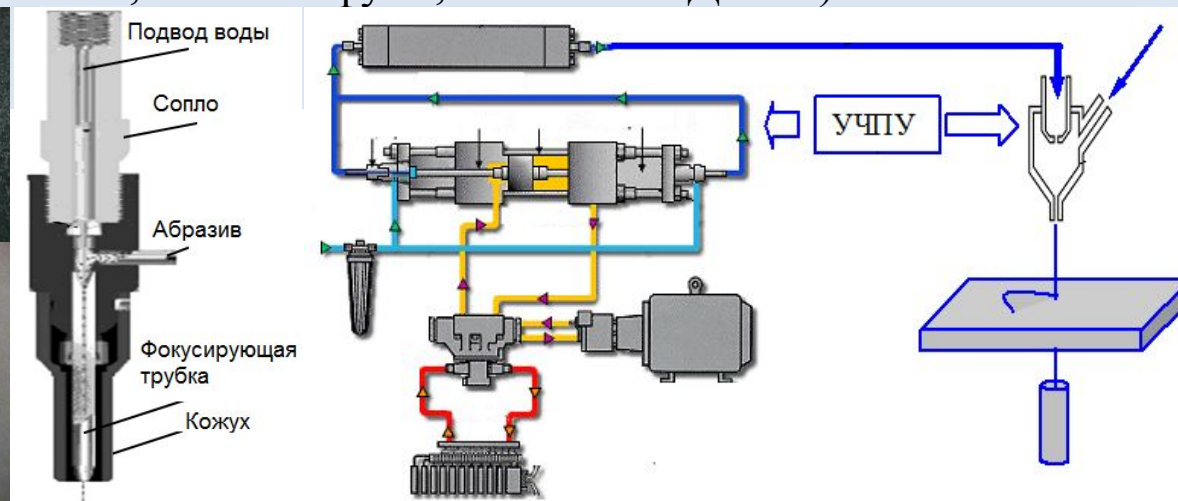 Подвод воды
Сопло
Абразив
Фокусирующая
трубка
Кожух
УЧПУ